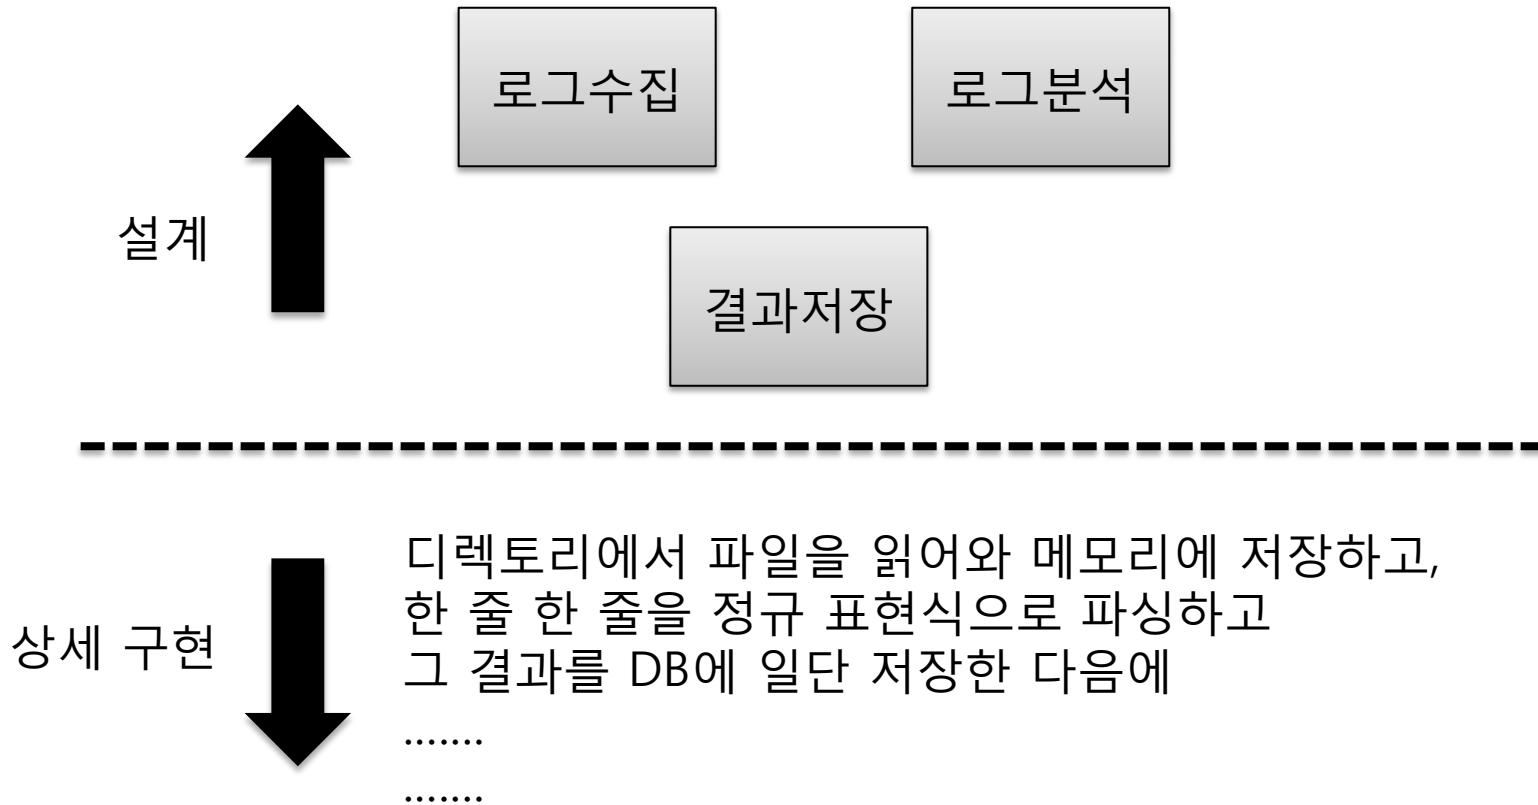 로그수집
로그분석
설계
결과저장
디렉토리에서 파일을 읽어와 메모리에 저장하고,
한 줄 한 줄을 정규 표현식으로 파싱하고
상세 구현
그 결과를 DB에 일단 저장한 다음에
.......
.......